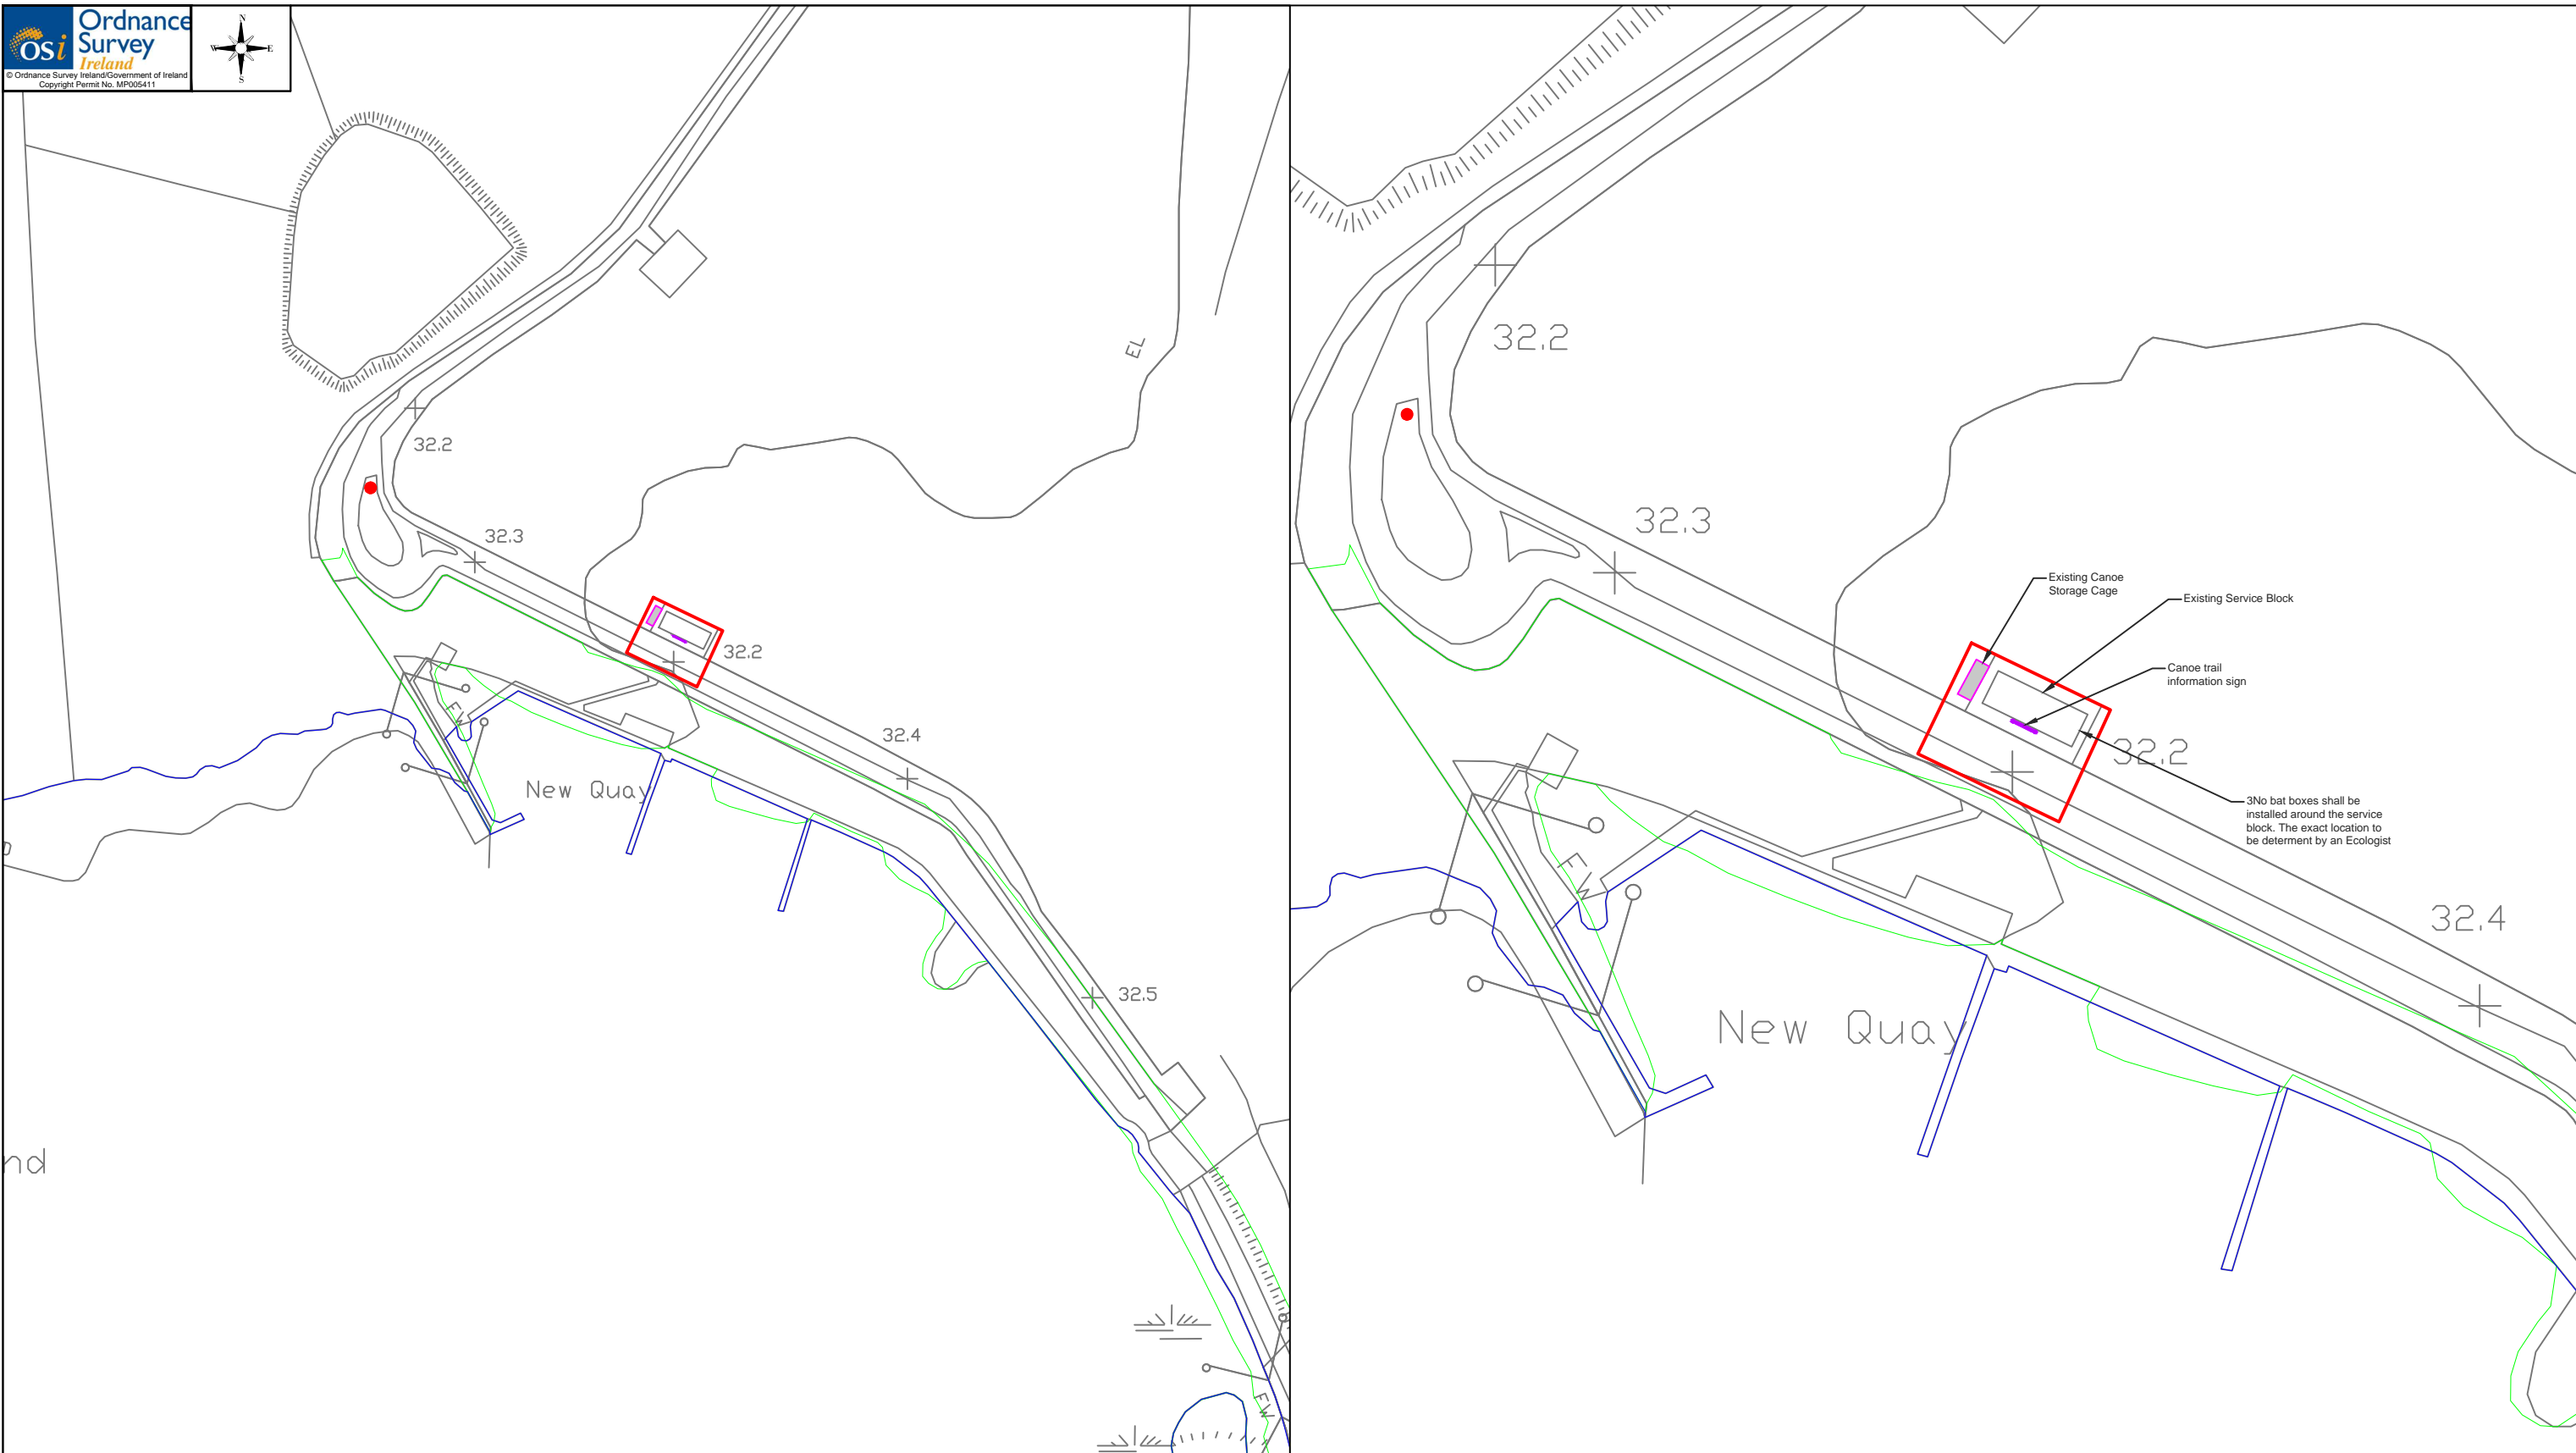 Ordnance
Survey
Ireland
osi
© Ordnance Survey Ireland/Government of Ireland
Copyright Permit No. MP005411
N
W E
S
EL
32.2
32.3
32.2
32.4
FW
New Quay
32.5
nd
FW
32.2
32.3
Existing Canoe
Storage Cage
Existing Service Block
Canoe trail
information sign
32.2
3No bat boxes shall be
installed around the service
block. The exact location to
be determent by an Ecologist
32.4
FW
New Quay